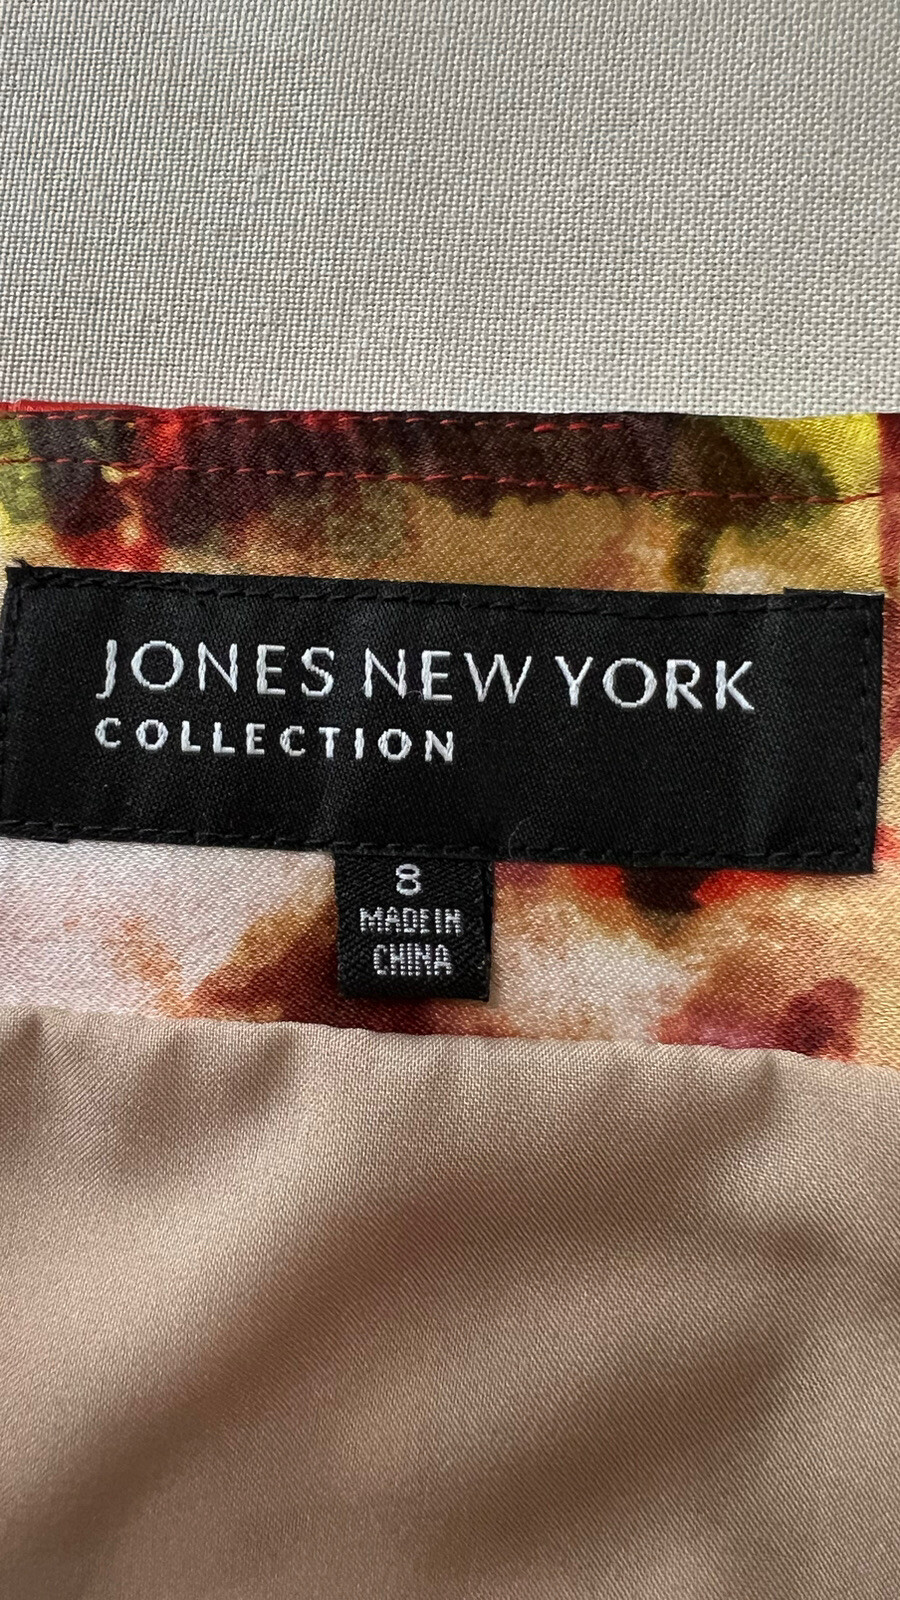 JONES NEW YORK
COLLECTION
8
MADE IN
CHINA